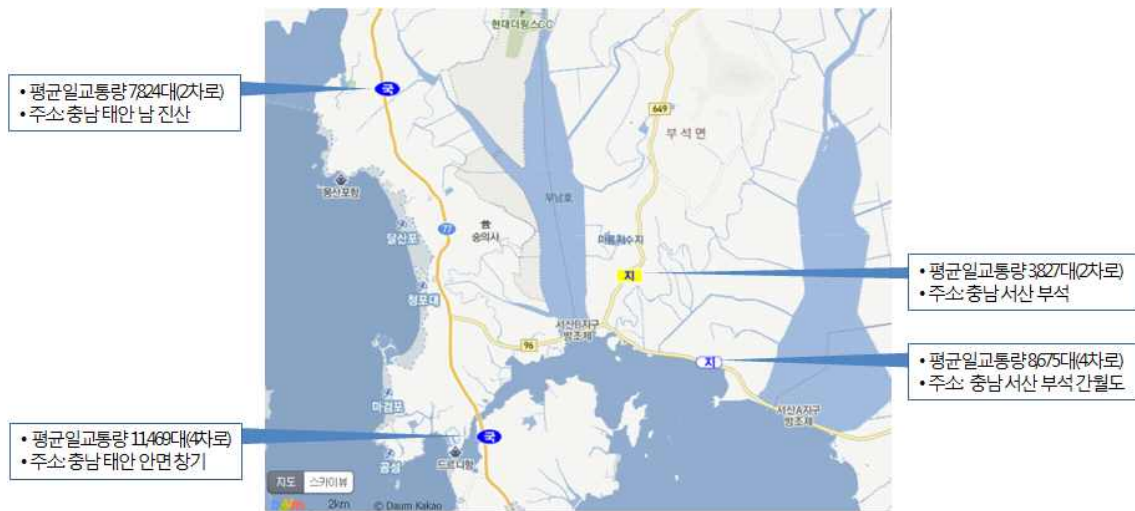 현대더링스CC
• 평균일교통량 7,824대(2차로)
• 주소: 충남 태안 남 진산
국
649
부석면
몽산포항
부남호
77
숭의사
달산포
지
• 평균일교통량 3,827대(2차로)
• 주소: 충남 서산 부석
청포대
서산B지구
방조제
96
지
• 평균일교통량 8,675대(4차로)
• 주소: 충남 서산 부석 간월도
마검포
서산A지구
방조제
• 평균일교통량 11,469대(4차로)
• 주소: 충남 태안 안면 창기
국
드르니항
곰섬
지도 스카이뷰
2km © Daum Kakao